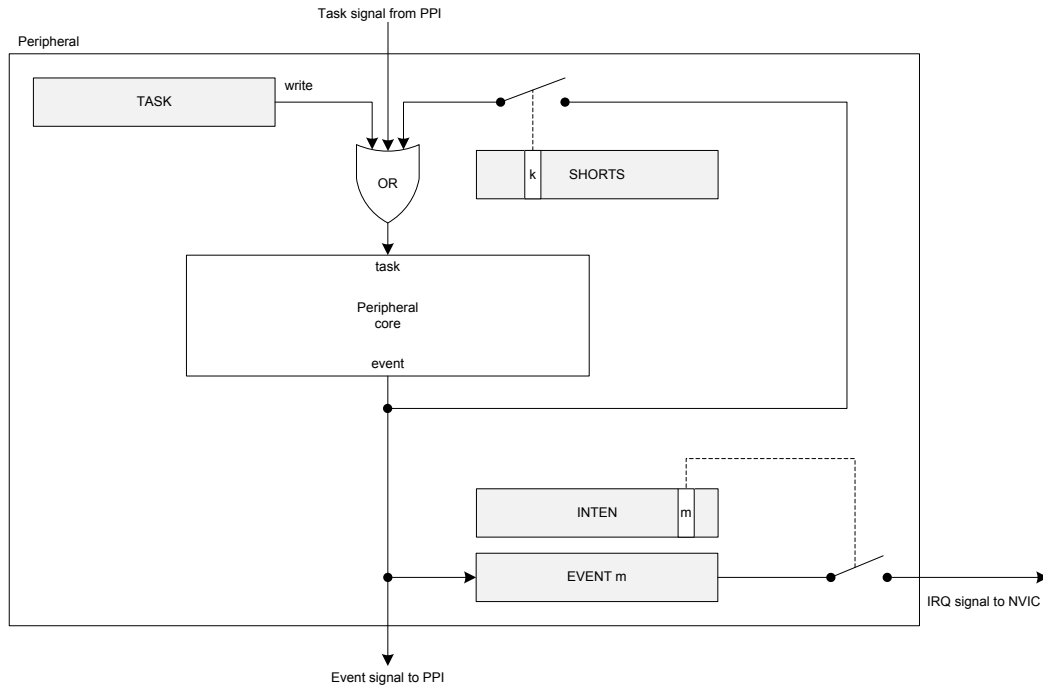 Task signal from PPI
Peripheral
write
TASK
OR
k
SHORTS
task
Peripheral
core
event
INTEN
m
EVENT m
IRQ signal to NVIC
Event signal to PPI